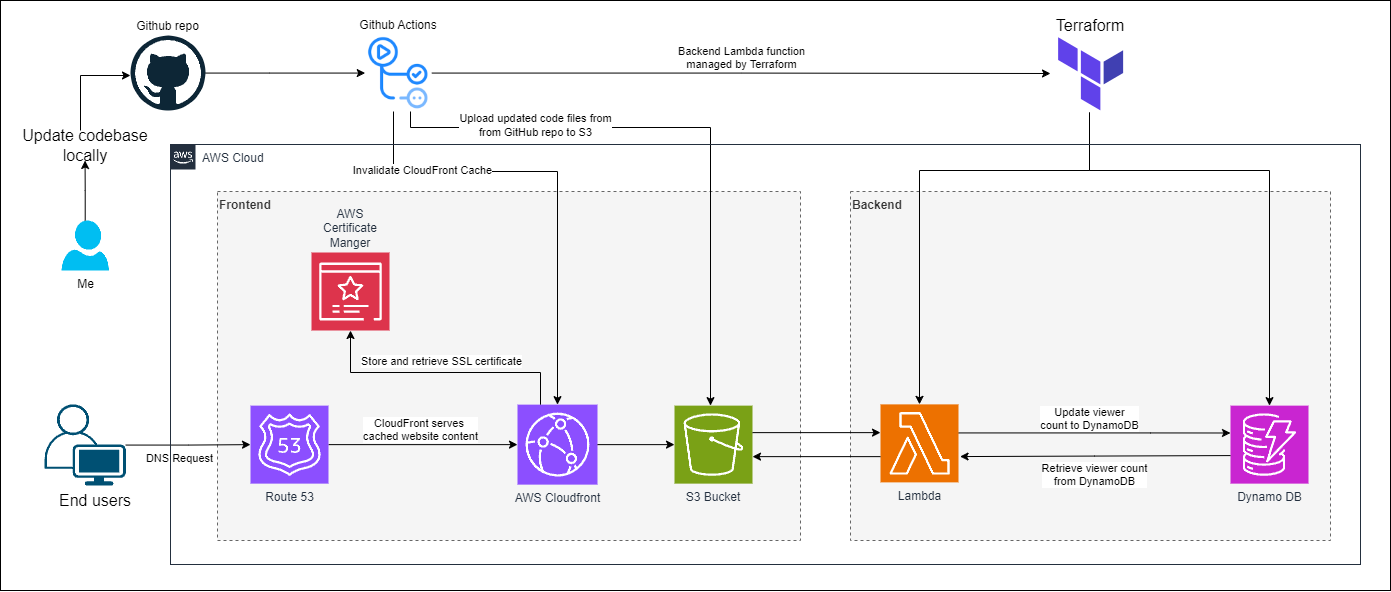 Github repo
Github Actions
Terraform
Backend Lambda function
managed by Terraform
Update codebase
locally
Upload updated code files from
from GitHub repo to S3
aws
AWS Cloud
Invalidate CloudFront Cache
Me
Frontend
AWS
Certificate
Manger
Backend
Store and retrieve SSL certificate
End users
DNS Request
53
Route 53
CloudFront serves
cached website content
AWS Cloudfront
S3 Bucket
Lambda
Update viewer
count to DynamoDB
Retrieve viewer count
from DynamoDB
Dynamo DB